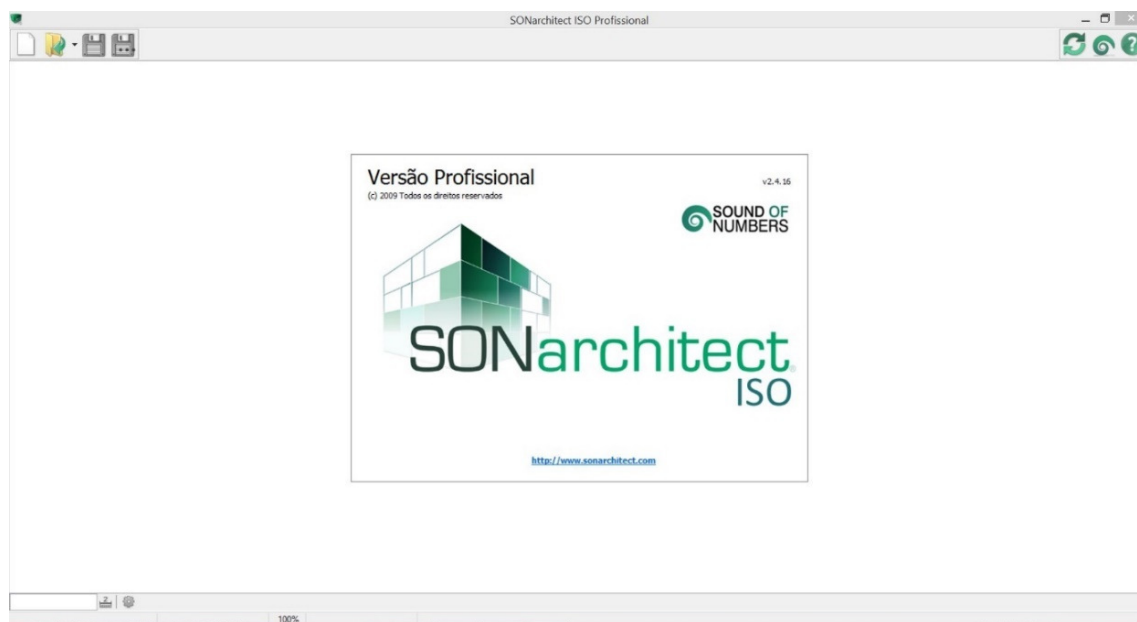 SONarchitect ISO Profissional
Versão Profissional
v2.4.16
(c) 2009 Todos os direitos reservados
SOUND OF
NUMBERS
SONarchitect
ISO
http://www.sonarchitect.com
100%